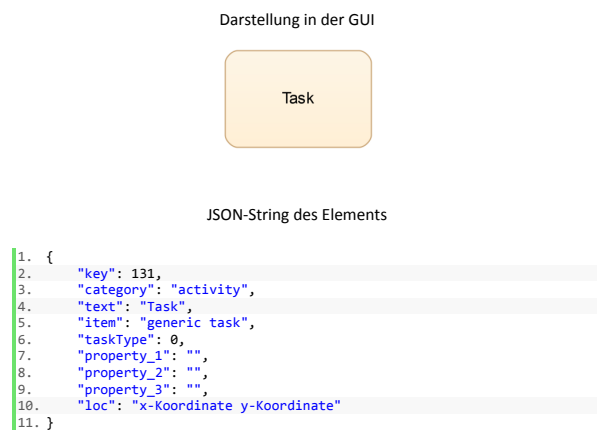 Darstellung in der GUI
Task
JSON-String des Elements
1. {
2.     "key": 131,
3.     "category": "activity",
4.     "text": "Task",
5.     "item": "generic task",
6.     "taskType": 0,
7.     "property_1": "",
8.     "property_2": "",
9.     "property_3": "",
10.     "loc": "x-Koordinate y-Koordinate"
11. }